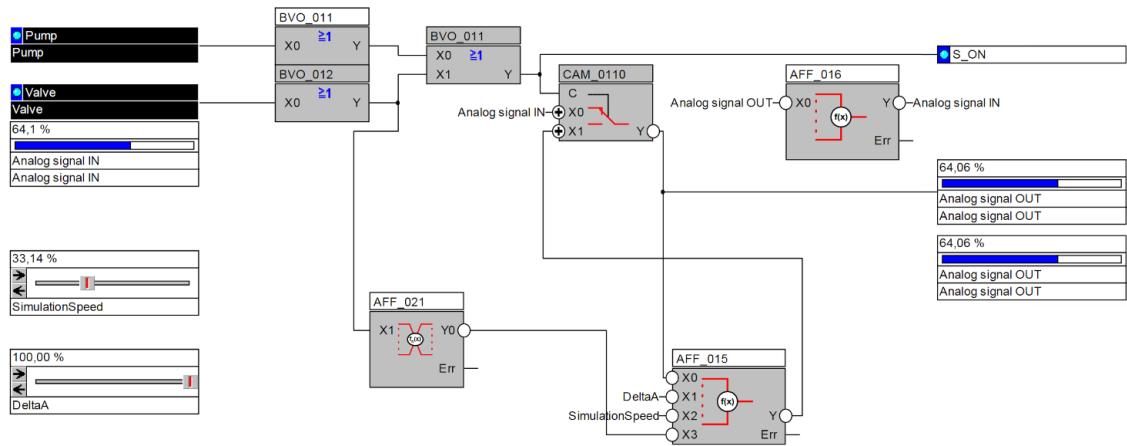 BVO_011
≧1
X0
Y
Pump
Pump
BVO_011
≧1
X0
X1
Y
BVO_012
≧1
X0
Y
Valve
Valve
64,1 %
Analog signal IN
Analog signal IN
CAM_0110
C
Analog signal IN
X0
X1
Y
S_ON
AFF_016
Analog signal OUT
X0
f(x)
Y
Analog signal IN
Err
64,06 %
Analog signal OUT
Analog signal OUT
64,06 %
Analog signal OUT
Analog signal OUT
33,14 %
SimulationSpeed
100,00 %
DeltaA
AFF_021
X1
Y0
Err
AFF_015
X0
DeltaA
X1
f(x)
SimulationSpeed
X2
Y
X3
Err